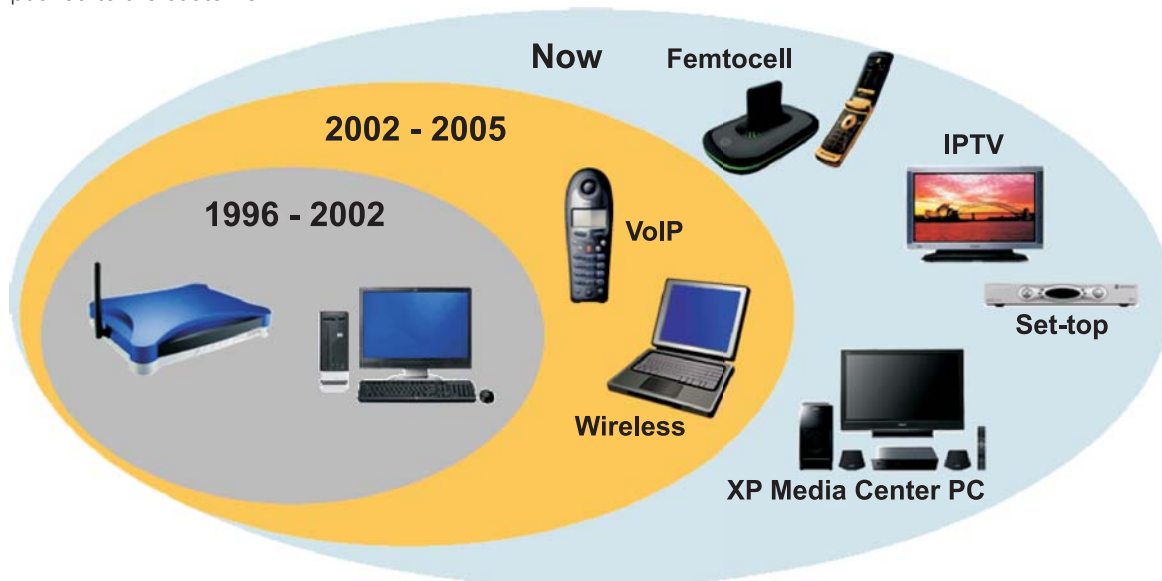 Now
Femtocell
2002 - 2005
IPTV
1996 - 2002
VoIP
Set-top
Wireless
XP Media Center PC